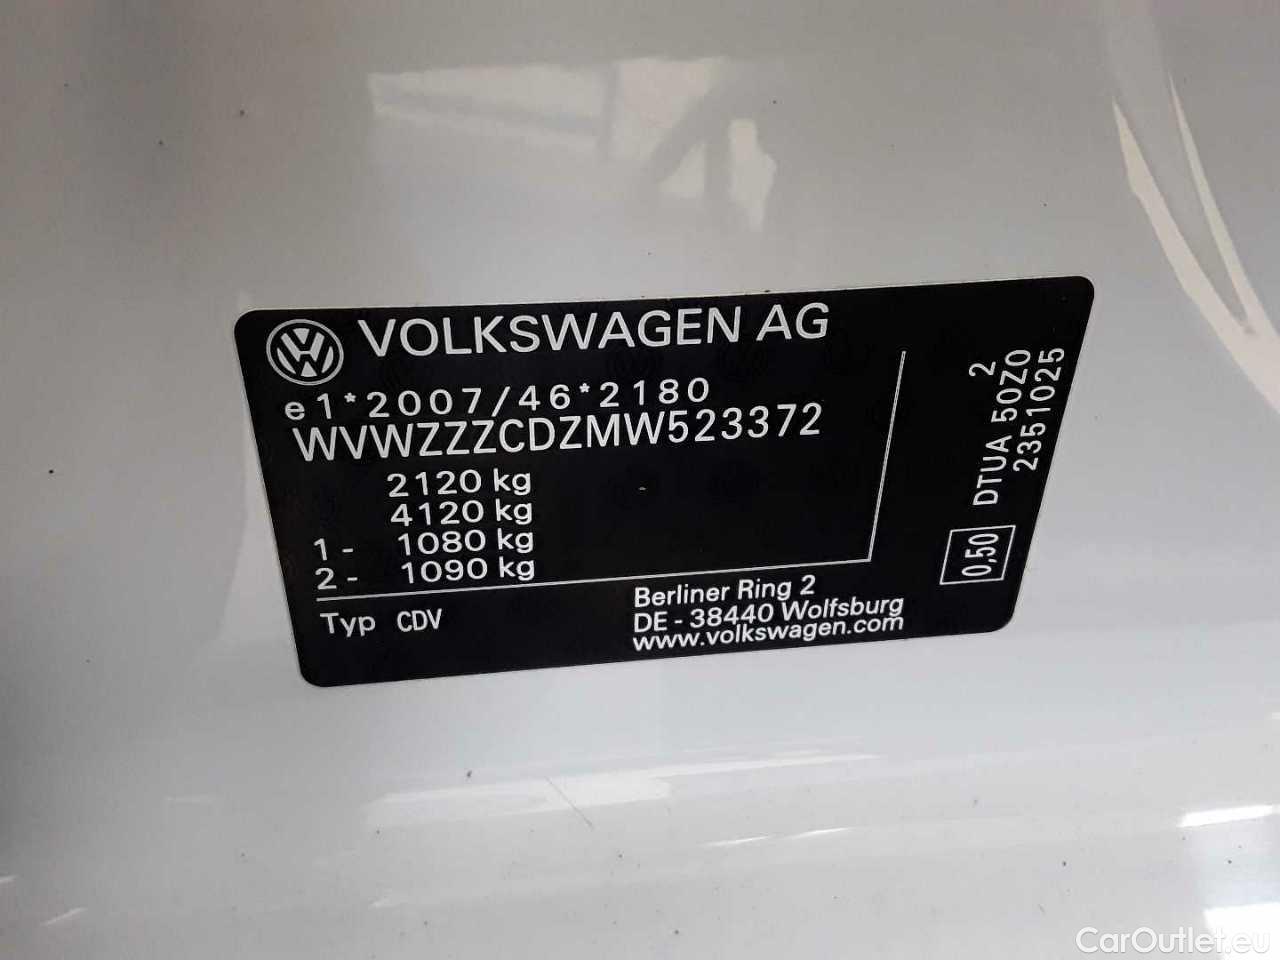 VOLKSWAGEN AG
e1*2007/46*2180
WVWZZZCDZMW523372
2120 kg
4120 kg
1- 1080 kg
2- 1090 kg
Typ CDV
Berliner Ring 2
DE - 38440 Wolfsburg
www.volkswagen.com
2
DTUA 50Z0
2351025
0,50
CarOutlet.eu